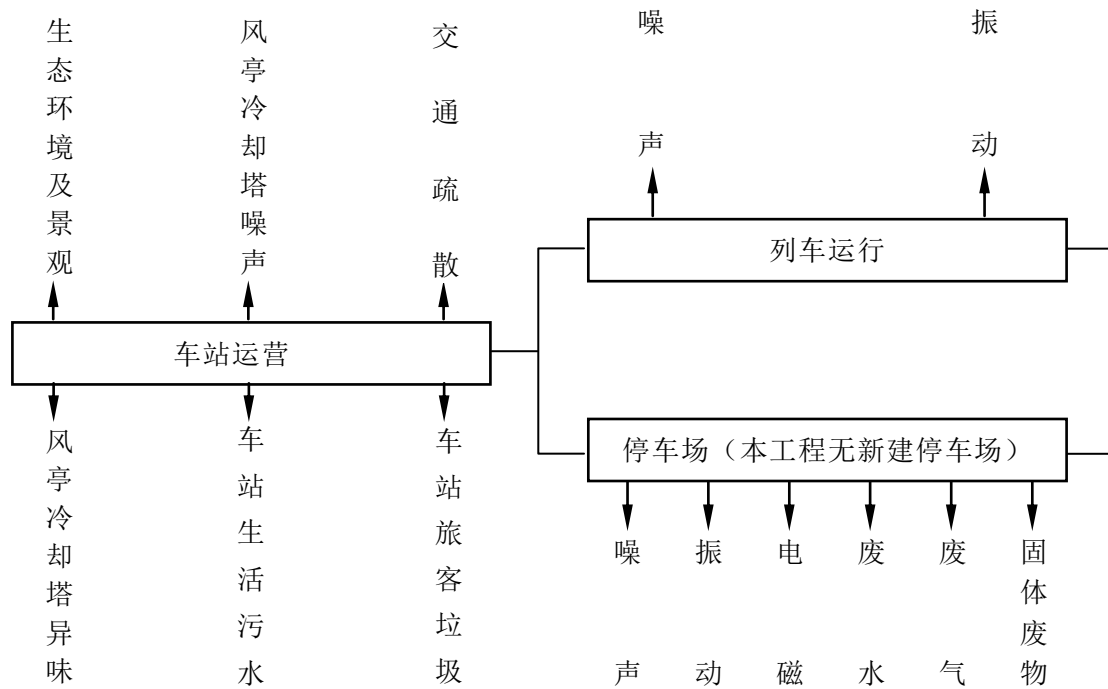 生态环境及景观
风亭冷却塔噪声
交通疏散
噪声
振动
列车运行
车站运营
停车场（本工程无新建停车场）
风亭冷却塔异味
车站生活污水
车站旅客垃圾
噪声
振动
电磁
废水
废气
固体废物